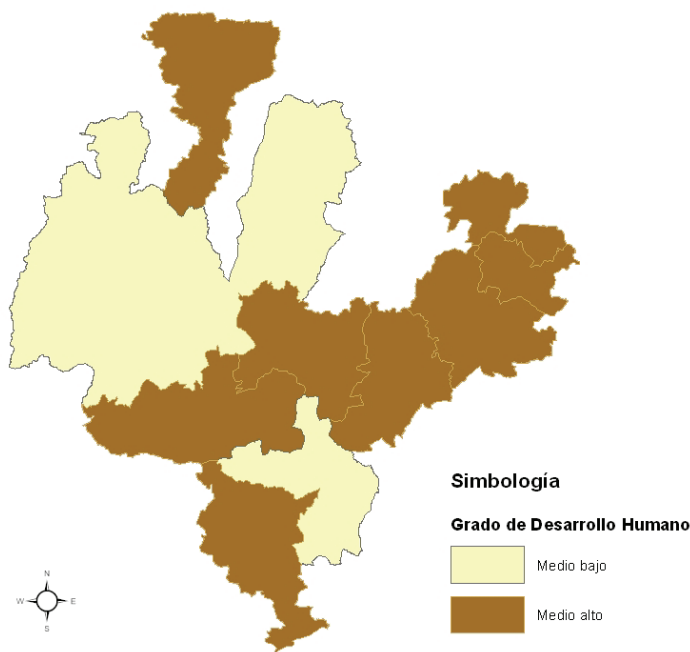 Simbología
Grado de Desarrollo Humano
Medio bajo
Medio alto
N
W E
S